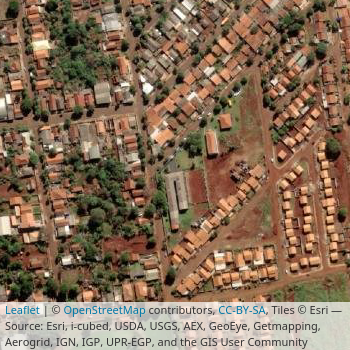 Leaflet | © OpenStreetMap contributors, CC-BY-SA, Tiles © Esri —
Source: Esri, i-cubed, USDA, USGS, AEX, GeoEye, Getmapping,
Aerogrid, IGN, IGP, UPR-EGP, and the GIS User Community